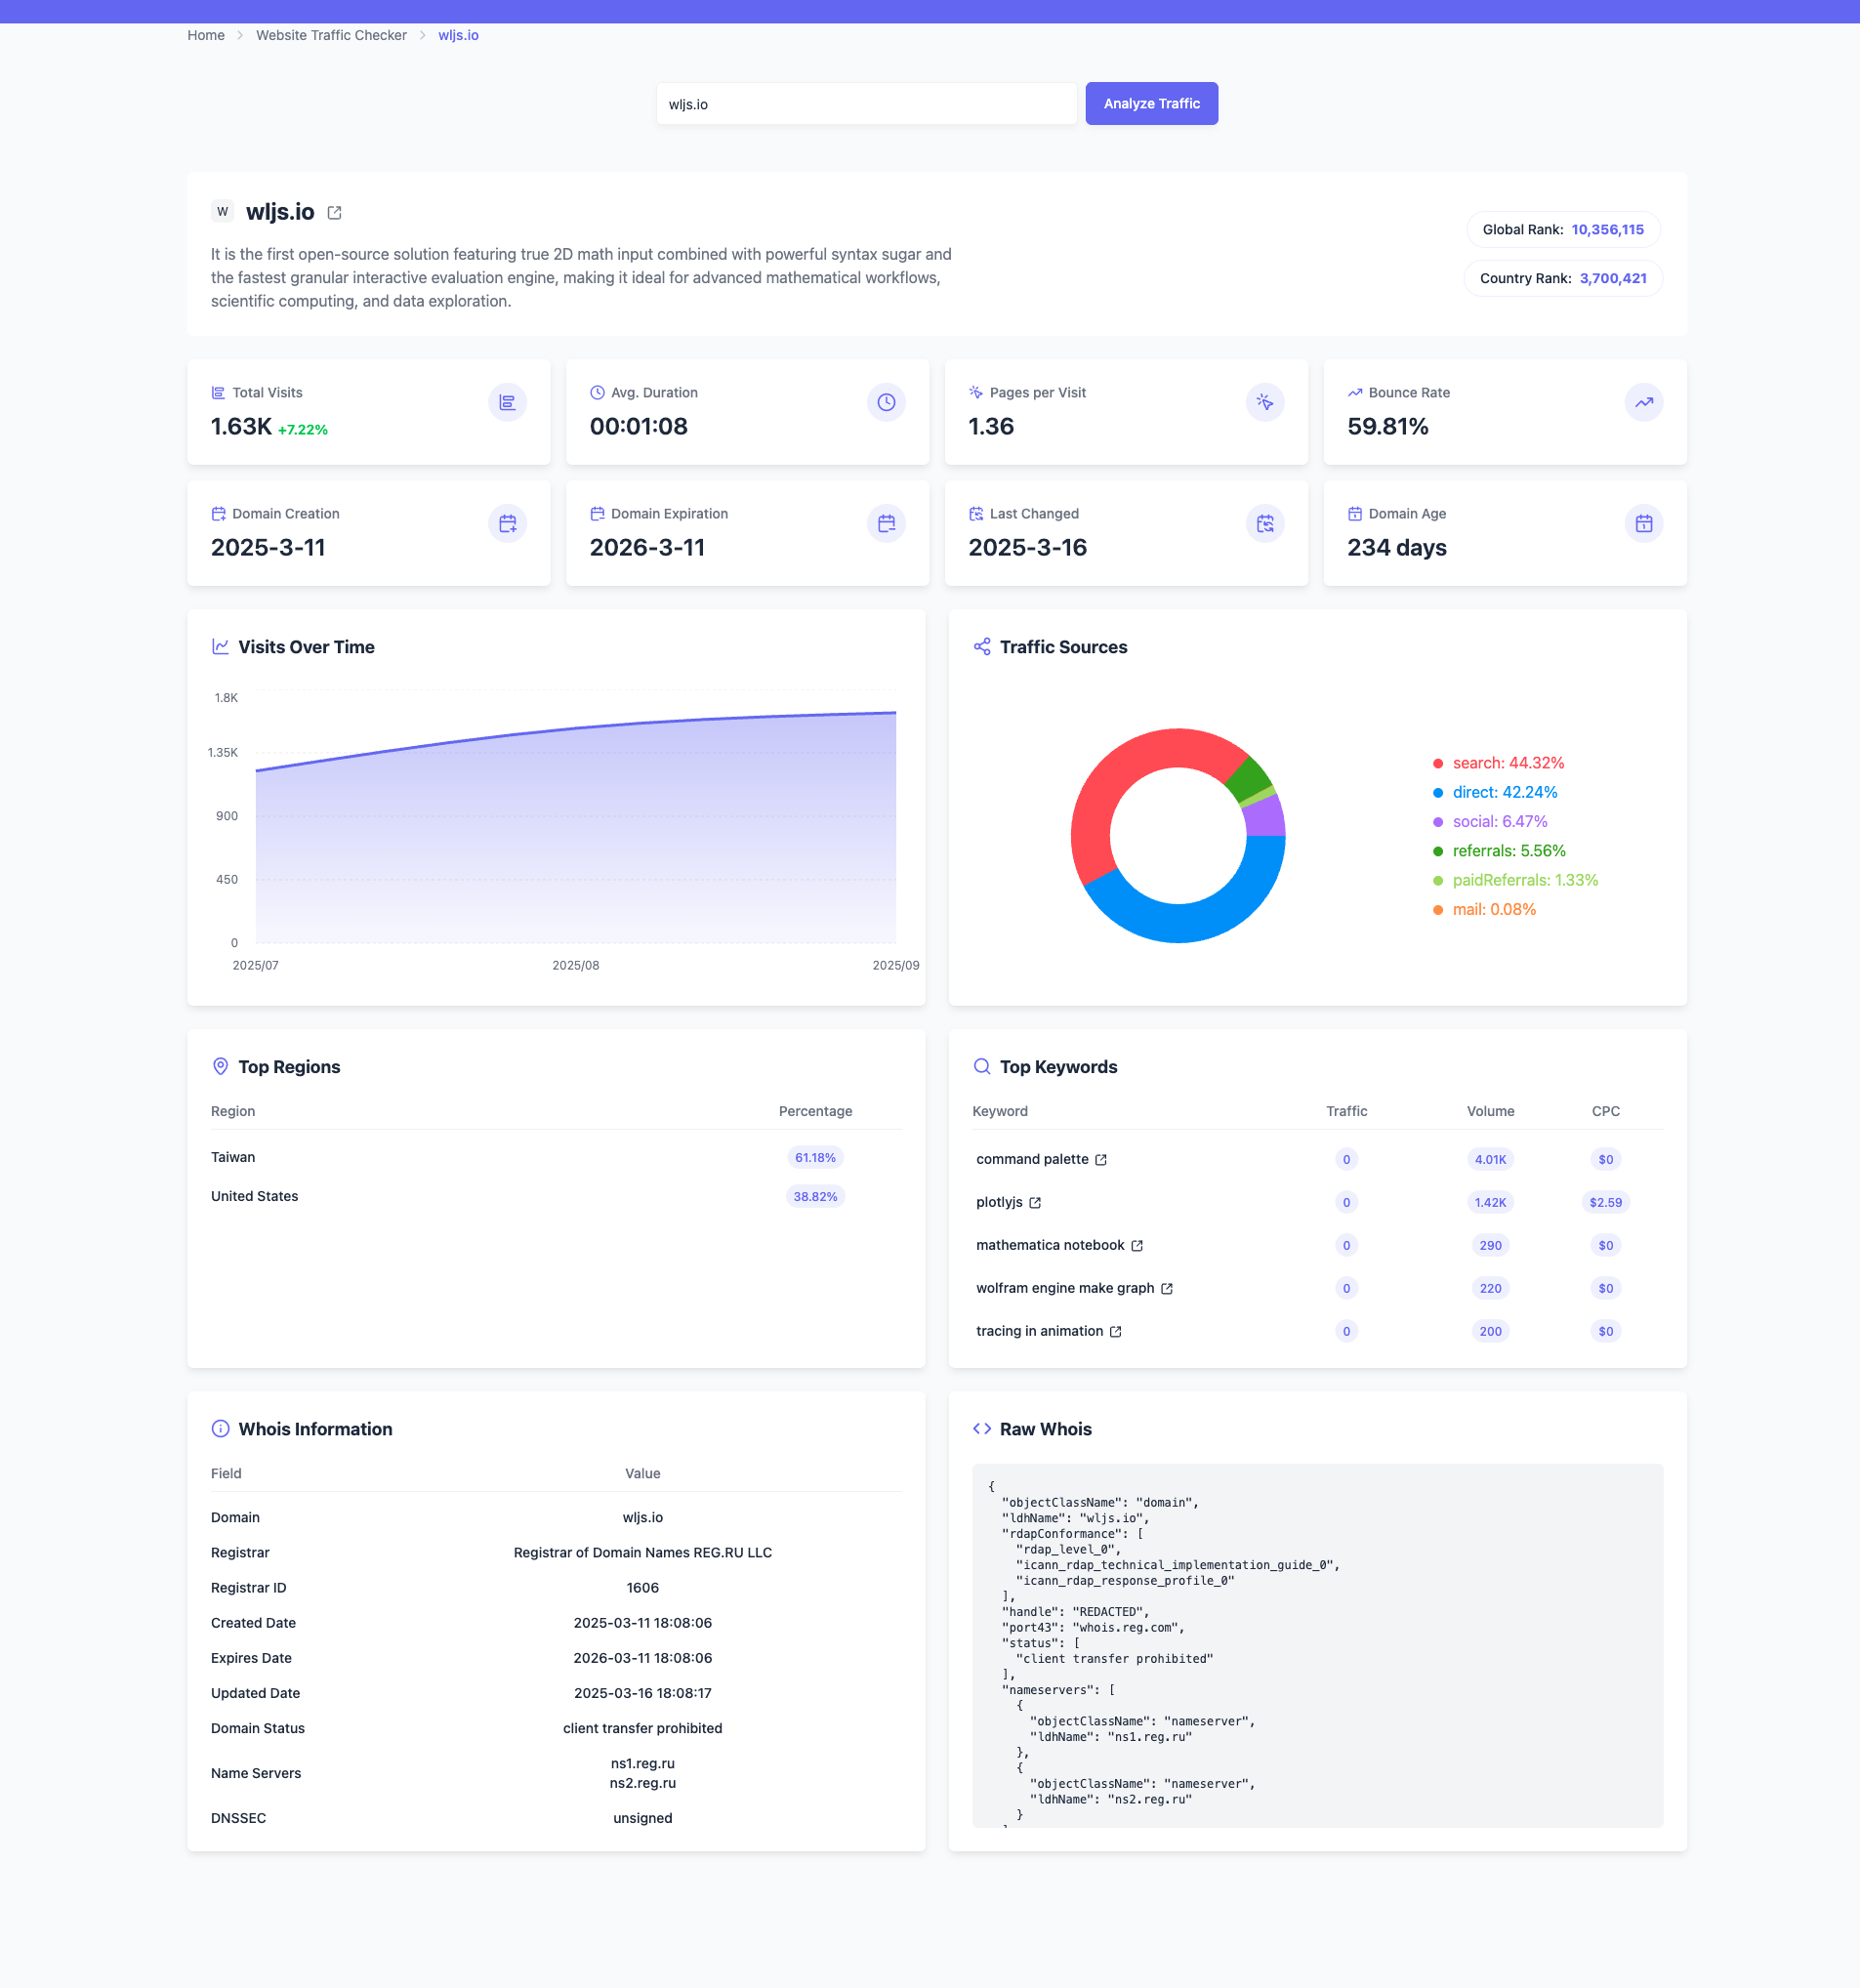 Home > Website Traffic Checker > wljs.io
wljs.io
Analyze Traffic
W wljs.io
It is the first open-source solution featuring true 2D math input combined with powerful syntax sugar and
the fastest granular interactive evaluation engine, making it ideal for advanced mathematical workflows,
scientific computing, and data exploration.
Global Rank: 10,356,115
Country Rank: 3,700,421
Total Visits
1.63K +7.22%
Avg. Duration
00:01:08
Pages per Visit
1.36
Bounce Rate
59.81%
Domain Creation
2025-3-11
Domain Expiration
2026-3-11
Last Changed
2025-3-16
Domain Age
234 days
Visits Over Time
1.8K
1.35K
900
450
0
2025/07 2025/08 2025/09
Traffic Sources
search: 44.32%
direct: 42.24%
social: 6.47%
referrals: 5.56%
paidReferrals: 1.33%
mail: 0.08%
Top Regions
Region Percentage
Taiwan 61.18%
United States 38.82%
Top Keywords
Keyword Traffic Volume CPC
command palette 0 4.01K $0
plotlyjs 0 1.42K $2.59
mathematica notebook 0 290 $0
wolfram engine make graph 0 220 $0
tracing in animation 0 200 $0
Whois Information
Field Value
Domain wljs.io
Registrar Registrar of Domain Names REG.RU LLC
Registrar ID 1606
Created Date 2025-03-11 18:08:06
Expires Date 2026-03-11 18:08:06
Updated Date 2025-03-16 18:08:17
Domain Status client transfer prohibited
Name Servers ns1.reg.ru
ns2.reg.ru
DNSSEC unsigned
Raw Whois
{
"objectClassName": "domain",
"ldhName": "wljs.io",
"rdapConformance": [
"rdap_level_0",
"icann_rdap_technical_implementation_guide_0",
"icann_rdap_response_profile_0"
],
"handle": "REDACTED",
"port43": "whois.reg.com",
"status": [
"client transfer prohibited"
],
"nameservers": [
{
"objectClassName": "nameserver",
"ldhName": "ns1.reg.ru"
},
{
"objectClassName": "nameserver",
"ldhName": "ns2.reg.ru"
}